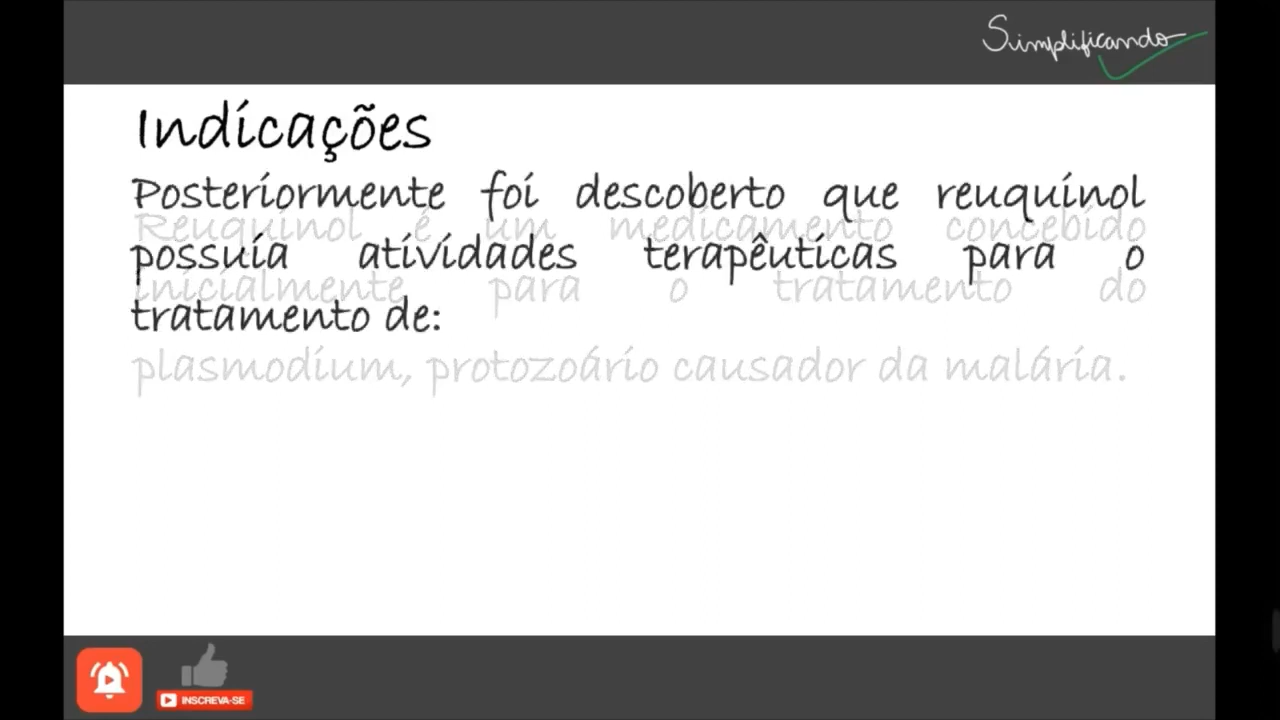 Simplificando
Indicações
Posteriormente foi descoberto que reuquinol
Reuquinol é um medicamento concebido
possuía atividades terapêuticas para o
inicialmente para o tratamento do
tratamento de:
plasmodium, protozoário causador da malária.
INSCREVA-SE